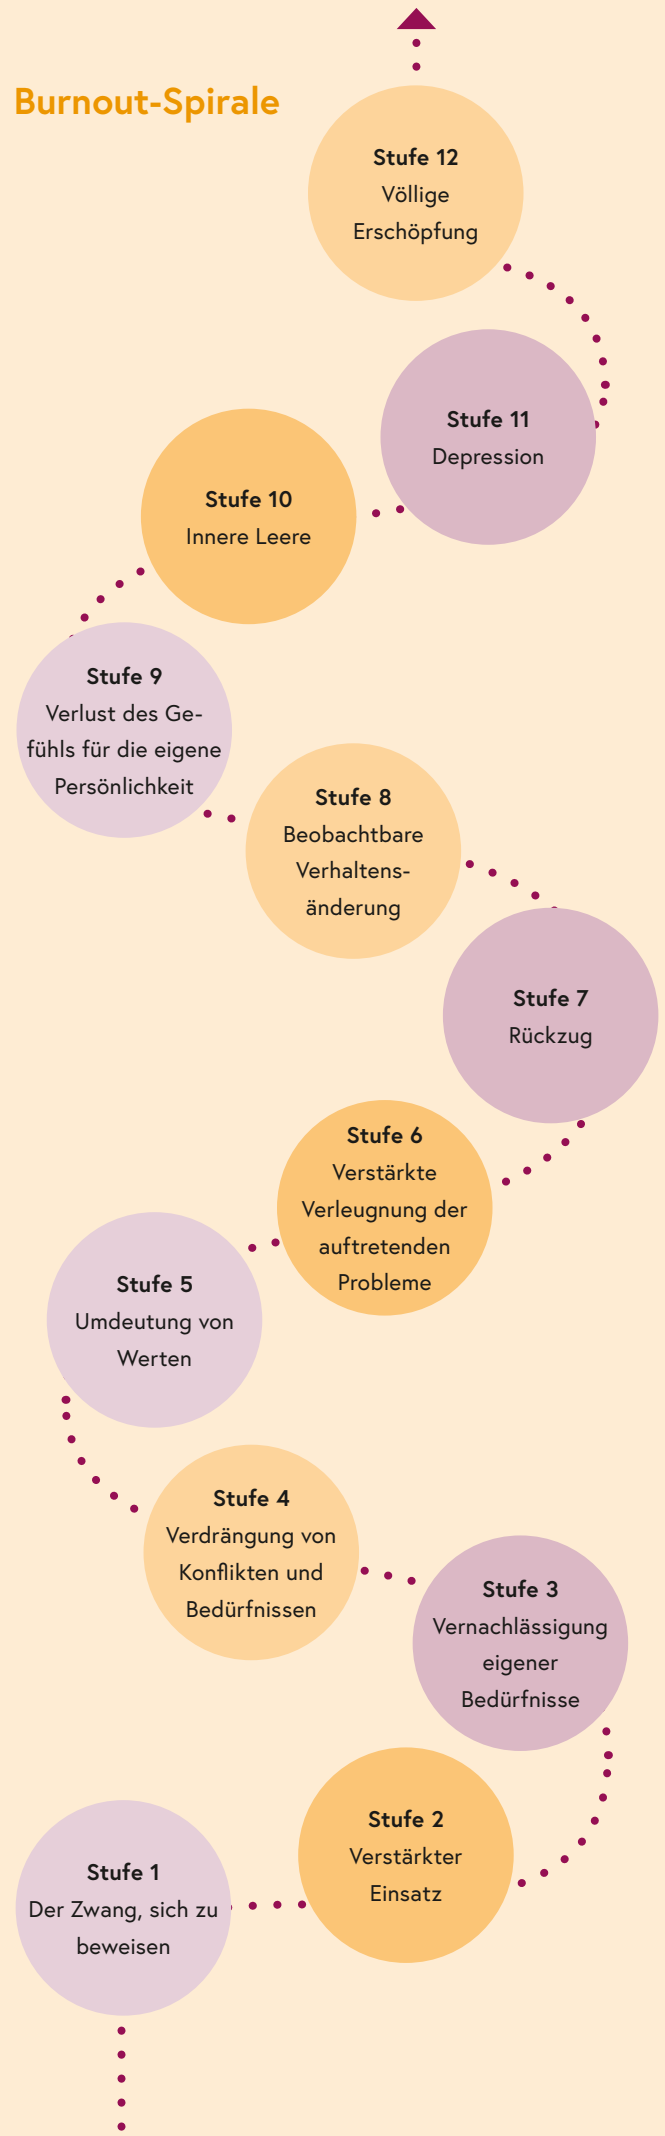 Burnout-Spirale
Stufe 12
Völlige
Erschöpfung
Stufe 11
Depression
Stufe 10
Innere Leere
Stufe 9
Verlust des Ge-
fühls für die eigene
Persönlichkeit
Stufe 8
Beobachtbare
Verhaltens-
änderung
Stufe 7
Rückzug
Stufe 6
Verstärkte
Verleugnung der
auftretenden
Probleme
Stufe 5
Umdeutung von
Werten
Stufe 4
Verdrängung von
Konflikten und
Bedürfnissen
Stufe 3
Vernachlässigung
eigener
Bedürfnisse
Stufe 2
Verstärkter
Einsatz
Stufe 1
Der Zwang, sich zu
beweisen